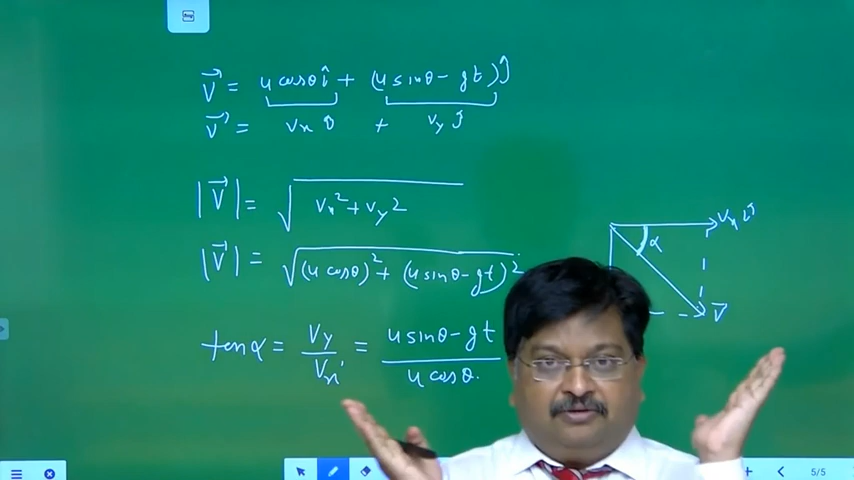 V⃗ = u cosθ î + (u sinθ - gt) ĵ
V⃗ = vx î + vy ĵ
|V⃗| = √(vx² + vy²)
|V⃗| = √((u cosθ)² + (u sinθ - gt)²)
tan α = Vy/Vx = (u sinθ - gt)/(u cosθ)
α
V⃗
5/5